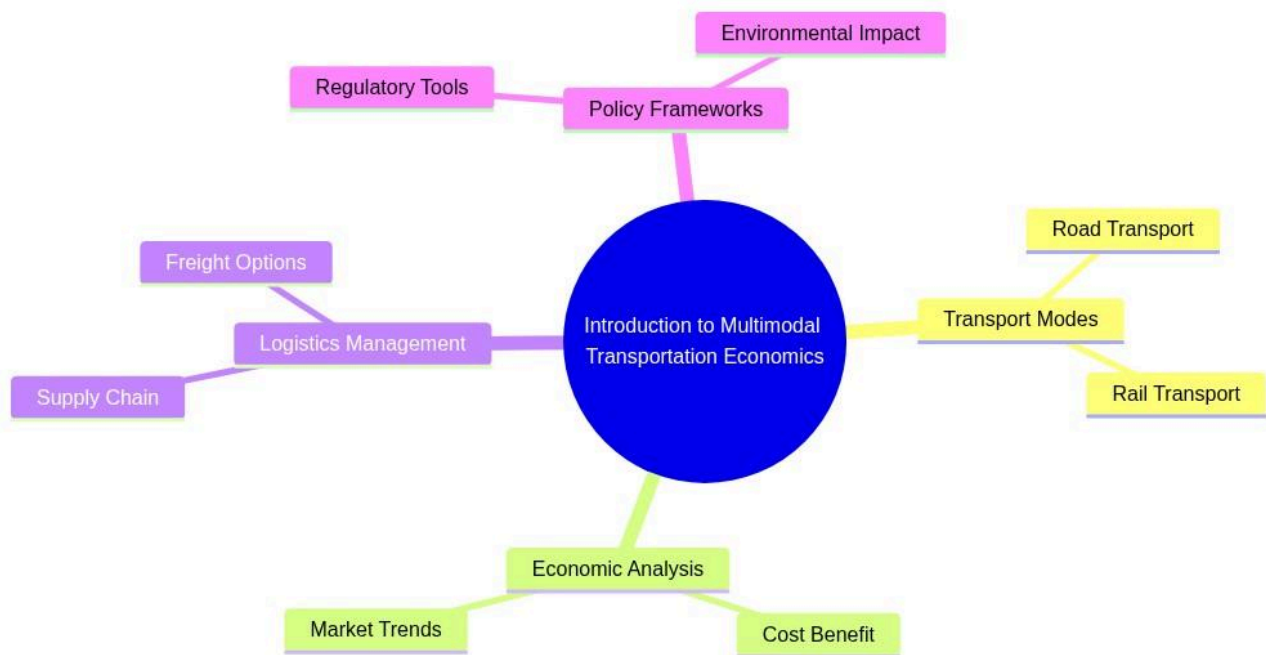 Environmental Impact
Regulatory Tools
Policy Frameworks
Road Transport
Freight Options
Transport Modes
Introduction to Multimodal
Transportation Economics
Logistics Management
Supply Chain
Rail Transport
Economic Analysis
Market Trends
Cost Benefit